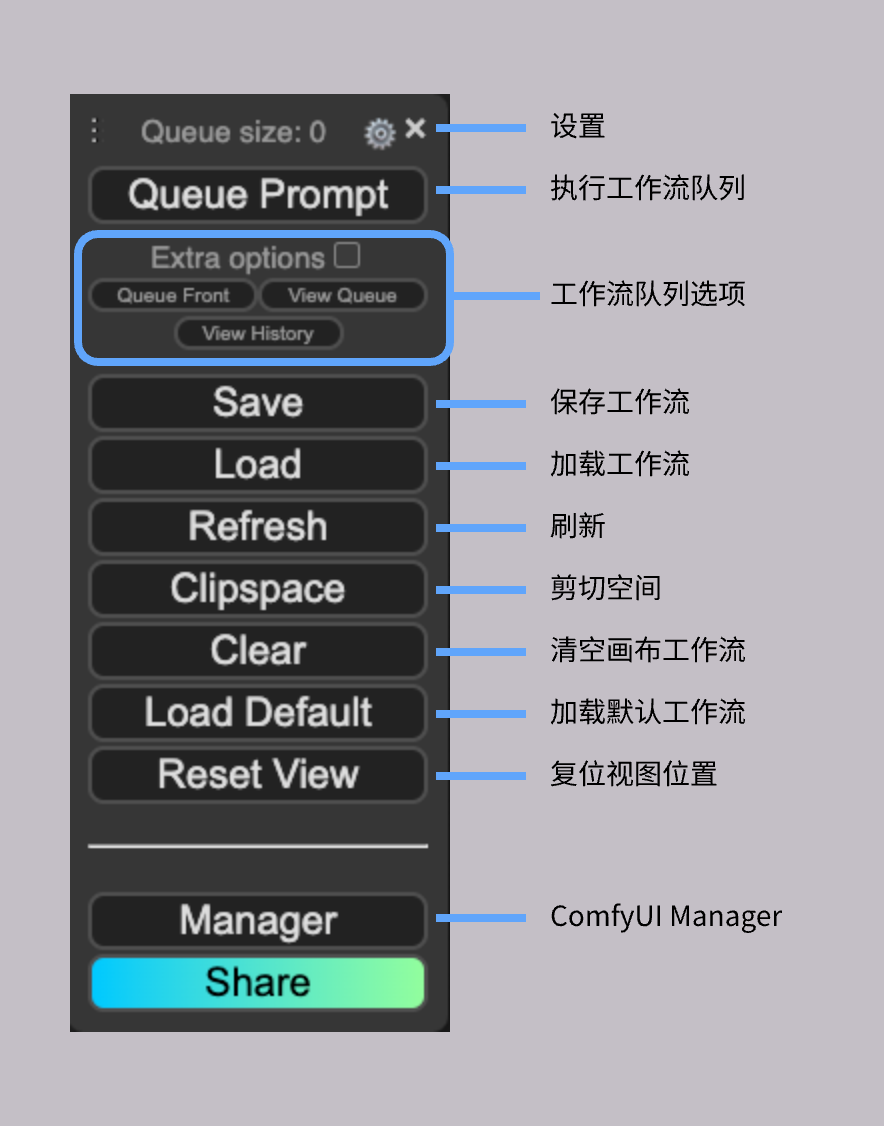 Queue size: 0
设置
Queue Prompt
执行工作流队列
Extra options
Queue Front
View Queue
View History
工作流队列选项
Save
保存工作流
Load
加载工作流
Refresh
刷新
Clipspace
剪切空间
Clear
清空画布工作流
Load Default
加载默认工作流
Reset View
复位视图位置
Manager
ComfyUI Manager
Share